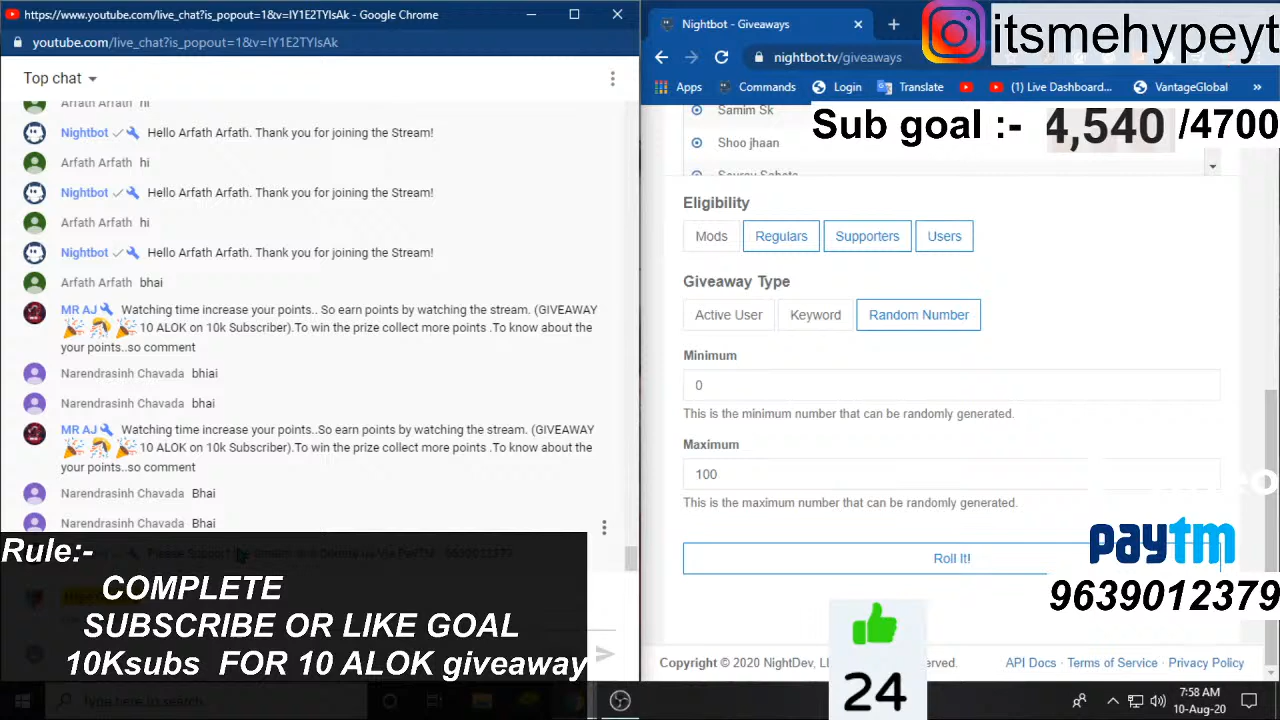 https://www.youtube.com/live_chat?is_popout=1&v=IY1E2TYIsAk - Google Chrome
youtube.com/live_chat?is_popout=1&v=IY1E2TYIsAk
Top chat
Arfath Arfath hi
Nightbot Hello Arfath Arfath. Thank you for joining the Stream!
Arfath Arfath hi
Nightbot Hello Arfath Arfath. Thank you for joining the Stream!
Arfath Arfath hi
Nightbot Hello Arfath Arfath. Thank you for joining the Stream!
Arfath Arfath bhai
MR AJ Watching time increase your points.. So earn points by watching the stream. (GIVEAWAY
10 ALOK on 10k Subscriber).To win the prize collect more points .To know about the
your points..so comment
Narendrasinh Chavada bhiai
Narendrasinh Chavada bhai
MR AJ Watching time increase your points..So earn points by watching the stream. (GIVEAWAY
10 ALOK on 10k Subscriber).To win the prize collect more points .To know about the
your points..so comment
Narendrasinh Chavada Bhai
Narendrasinh Chavada Bhai
Rule:-
COMPLETE
SUBSCRIBE OR LIKE GOAL
10Ksubs FOR 10 ALOK giveaway
Type here to search
Nightbot - Giveaways
nightbot.tv/giveaways
Apps Commands Login Translate (1) Live Dashboard... VantageGlobal »
itsmehypeyt
Sub goal :- 4,540 /4700
Samim Sk
Shoo jhaan
Eligibility
Mods Regulars Supporters Users
Giveaway Type
Active User Keyword Random Number
Minimum
0
This is the minimum number that can be randomly generated.
Maximum
100
This is the maximum number that can be randomly generated.
Roll It!
paytm
9639012379
24
Copyright © 2020 NightDev, erved. API Docs · Terms of Service · Privacy Policy
7:58 AM
10-Aug-20